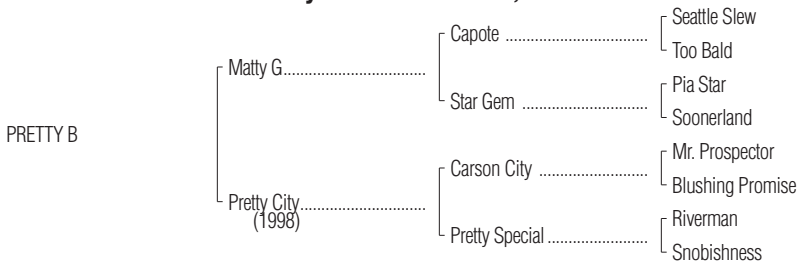 Seattle Slew
Capote ..................................................
Too Bald
Matty G..................................
Pia Star
Star Gem ............................................
Soonerland
PRETTY B
Mr. Prospector
Carson City .......................................
Blushing Promise
Pretty City..............................
(1998)
Riverman
Pretty Special ....................................
Snobishness